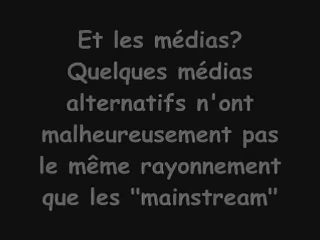 Et les médias?
Quelques médias
alternatifs n'ont
malheureusement pas
le même rayonnement
que les "mainstream"